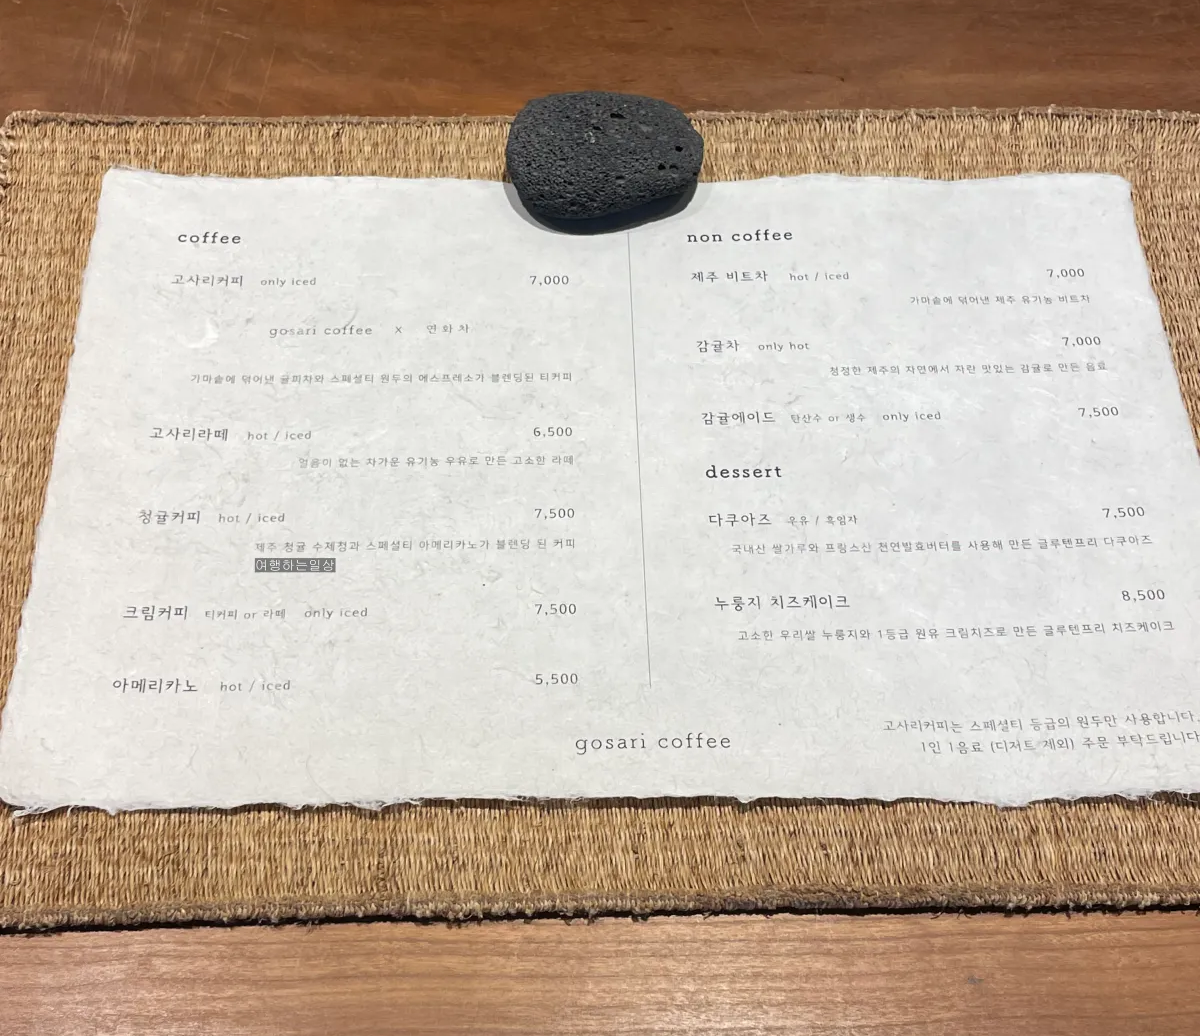 coffee
고사리커피 only iced 7,000
gosari coffee x 연화차
가마솥에 덖어낸 귤피차와 스페셜티 원두의 에스프레소가 블렌딩된 티커피
고사리라떼 hot / iced 6,500
얼음이 없는 차가운 유기농 우유로 만든 고소한 라떼
청귤커피 hot / iced 7,500
제주 청귤 수제청과 스페셜티 아메리카노가 블렌딩 된 커피
여행하는일상
크림커피 티커피 or 라떼 only iced 7,500
아메리카노 hot / iced 5,500
non coffee
제주 비트차 hot / iced 7,000
가마솥에 덖어낸 제주 유기농 비트차
감귤차 only hot 7,000
청정한 제주의 자연에서 자란 맛있는 감귤로 만든 음료
감귤에이드 탄산수 or 생수 only iced 7,500
dessert
다쿠아즈 우유 / 흑임자 7,500
국내산 쌀가루와 프랑스산 천연발효버터를 사용해 만든 글루텐프리 다쿠아즈
누룽지 치즈케이크 8,500
고소한 우리쌀 누룽지와 1등급 원유 크림치즈로 만든 글루텐프리 치즈케이크
고사리커피는 스페셜티 등급의 원두만 사용합니다.
1인 1음료 (디저트 제외) 주문 부탁드립니다
gosari coffee